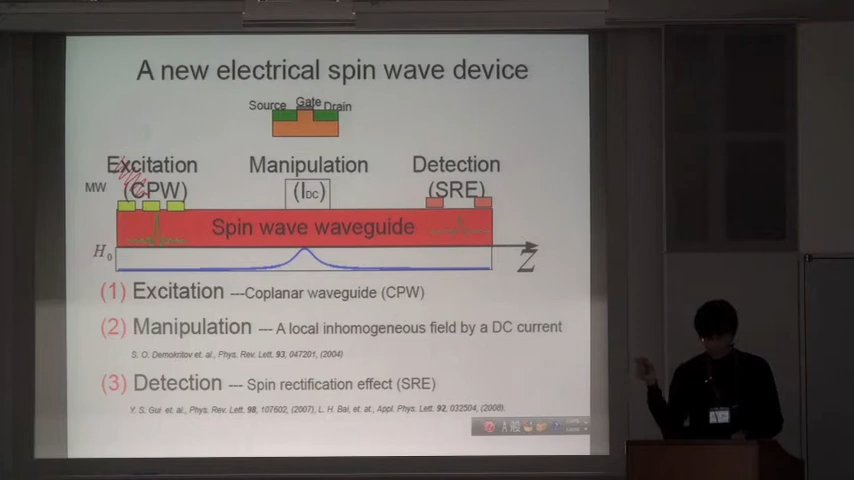 A new electrical spin wave device
Source Gate Drain
Excitation Manipulation Detection
MW (CPW) (IDC) (SRE)
Spin wave waveguide
H0
Z
(1) Excitation ---Coplanar waveguide (CPW)
(2) Manipulation --- A local inhomogeneous field by a DC current
S. O. Demokritov et. al., Phys. Rev. Lett. 93, 047201, (2004)
(3) Detection --- Spin rectification effect (SRE)
Y. S. Gui et. al., Phys. Rev. Lett. 98, 107602, (2007), L. H. Bai, et. at., Appl. Phys. Lett. 92, 032504, (2008).
A 般